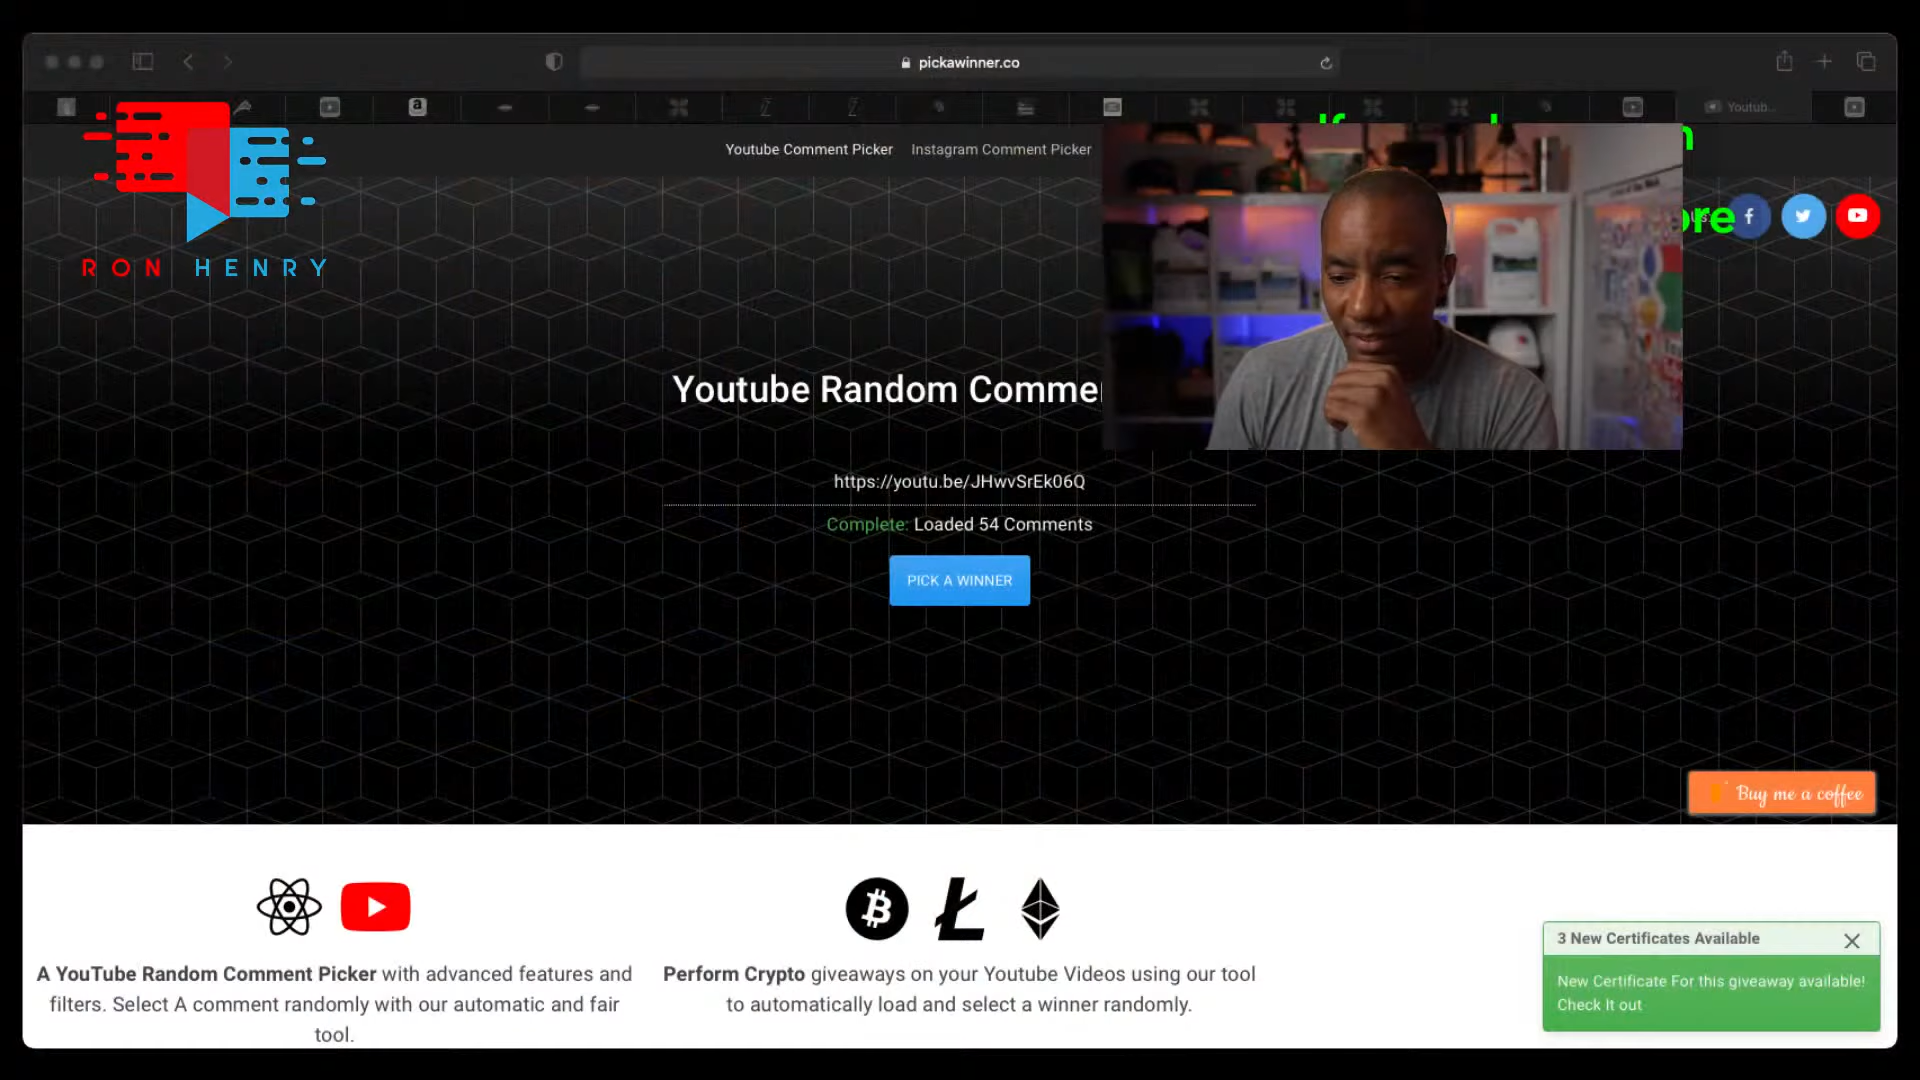 pickawinner.co
Youtub...
Youtube Comment Picker Instagram Comment Picker
RON HENRY
Youtube Random
https://youtu.be/JHwvSrEk06Q
Complete: Loaded 54 Comments
PICK A WINNER
Buy me a coffee
A YouTube Random Comment Picker with advanced features and
filters. Select A comment randomly with our automatic and fair
tool.
Perform Crypto giveaways on your Youtube Videos using our tool
to automatically load and select a winner randomly.
3 New Certificates Available
New Certificate For this giveaway available!
Check It out